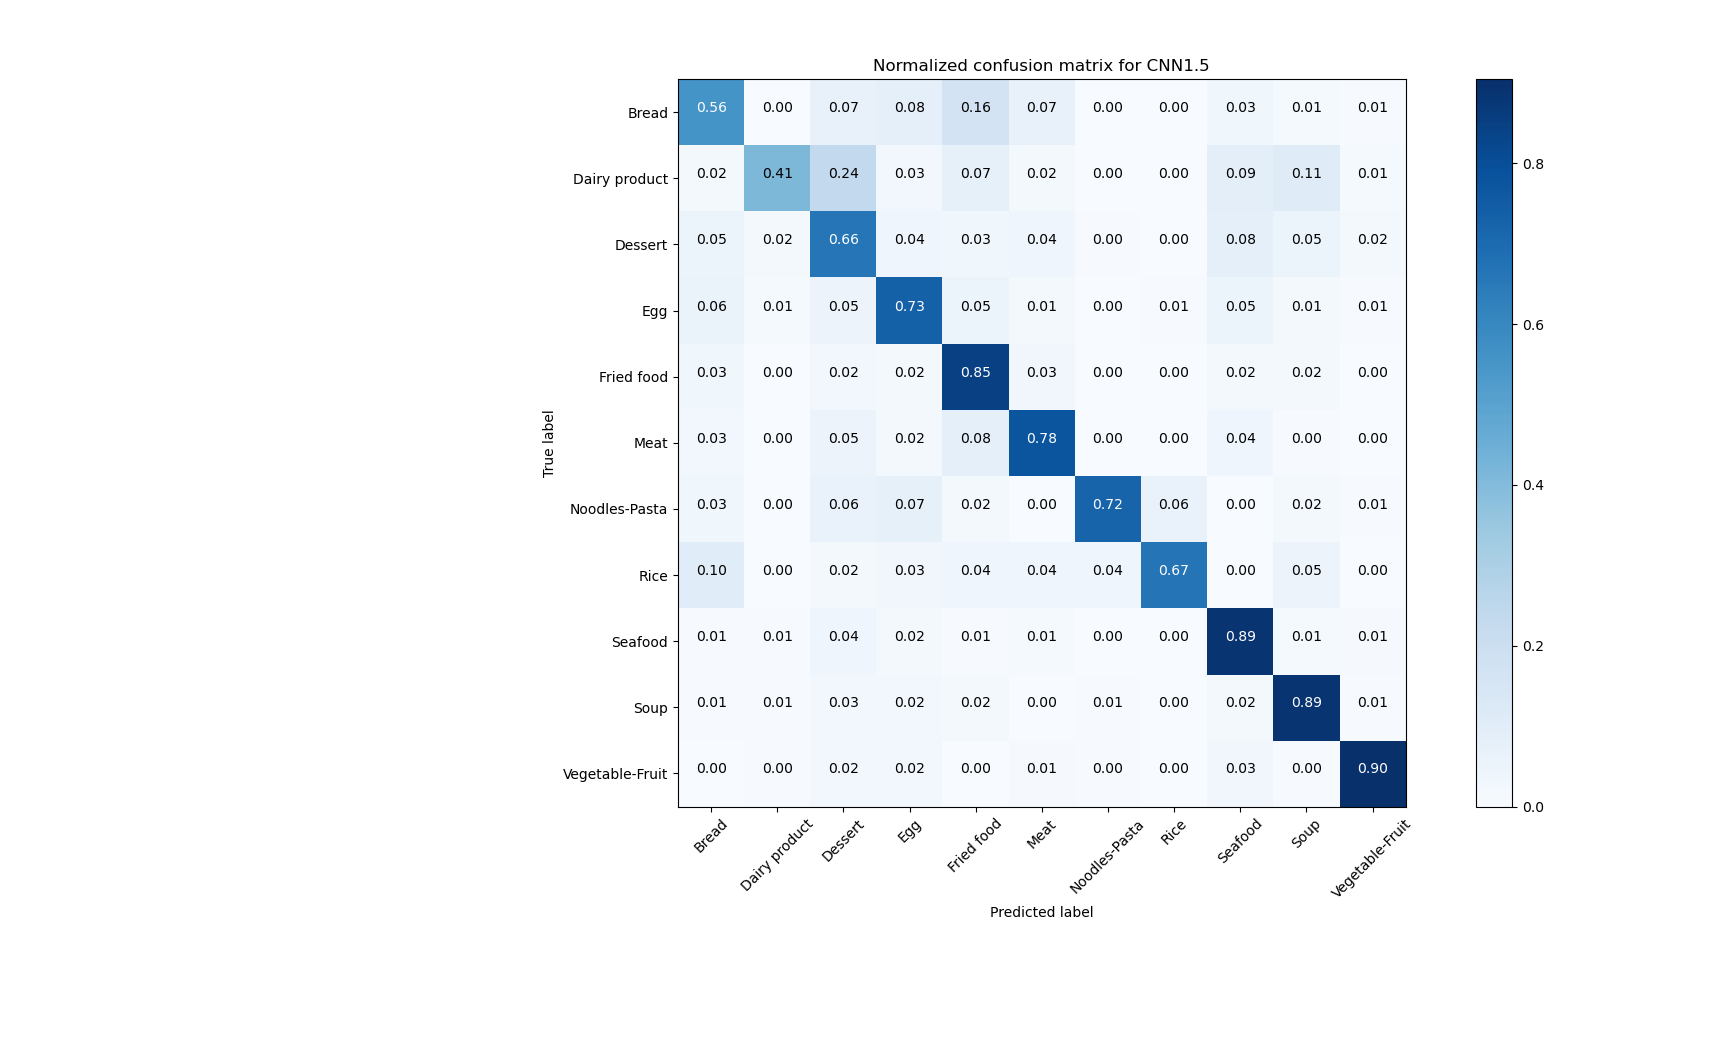 Normalized confusion matrix for CNN1.5
True label
Bread 0.56 0.00 0.07 0.08 0.16 0.07 0.00 0.00 0.03 0.01 0.01
Dairy product 0.02 0.41 0.24 0.03 0.07 0.02 0.00 0.00 0.09 0.11 0.01
Dessert 0.05 0.02 0.66 0.04 0.03 0.04 0.00 0.00 0.08 0.05 0.02
Egg 0.06 0.01 0.05 0.73 0.05 0.01 0.00 0.01 0.05 0.01 0.01
Fried food 0.03 0.00 0.02 0.02 0.85 0.03 0.00 0.00 0.02 0.02 0.00
Meat 0.03 0.00 0.05 0.02 0.08 0.78 0.00 0.00 0.04 0.00 0.00
Noodles-Pasta 0.03 0.00 0.06 0.07 0.02 0.00 0.72 0.06 0.00 0.02 0.01
Rice 0.10 0.00 0.02 0.03 0.04 0.04 0.04 0.67 0.00 0.05 0.00
Seafood 0.01 0.01 0.04 0.02 0.01 0.01 0.00 0.00 0.89 0.01 0.01
Soup 0.01 0.01 0.03 0.02 0.02 0.00 0.01 0.00 0.02 0.89 0.01
Vegetable-Fruit 0.00 0.00 0.02 0.02 0.00 0.01 0.00 0.00 0.03 0.00 0.90
Bread Dairy product Dessert Egg Fried food Meat Noodles-Pasta Rice Seafood Soup Vegetable-Fruit
Predicted label
0.8
0.6
0.4
0.2
0.0